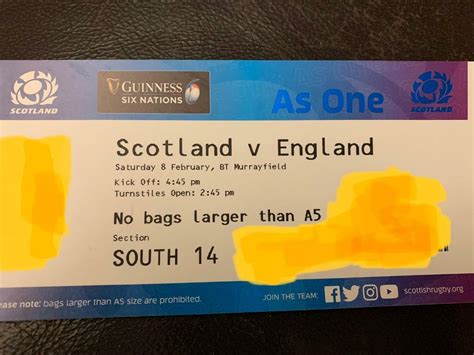 SCOTLAND
GUINNESS
SIX NATIONS
As One
SCOTLAND
Scotland v England
Saturday 8 February, BT Murrayfield
Kick Off: 4:45 pm
Turnstiles Open: 2:45 pm
No bags larger than A5
Section
SOUTH 14
ease note: bags larger than A5 size are prohibited.
JOIN THE TEAM:
scottishrugby.org